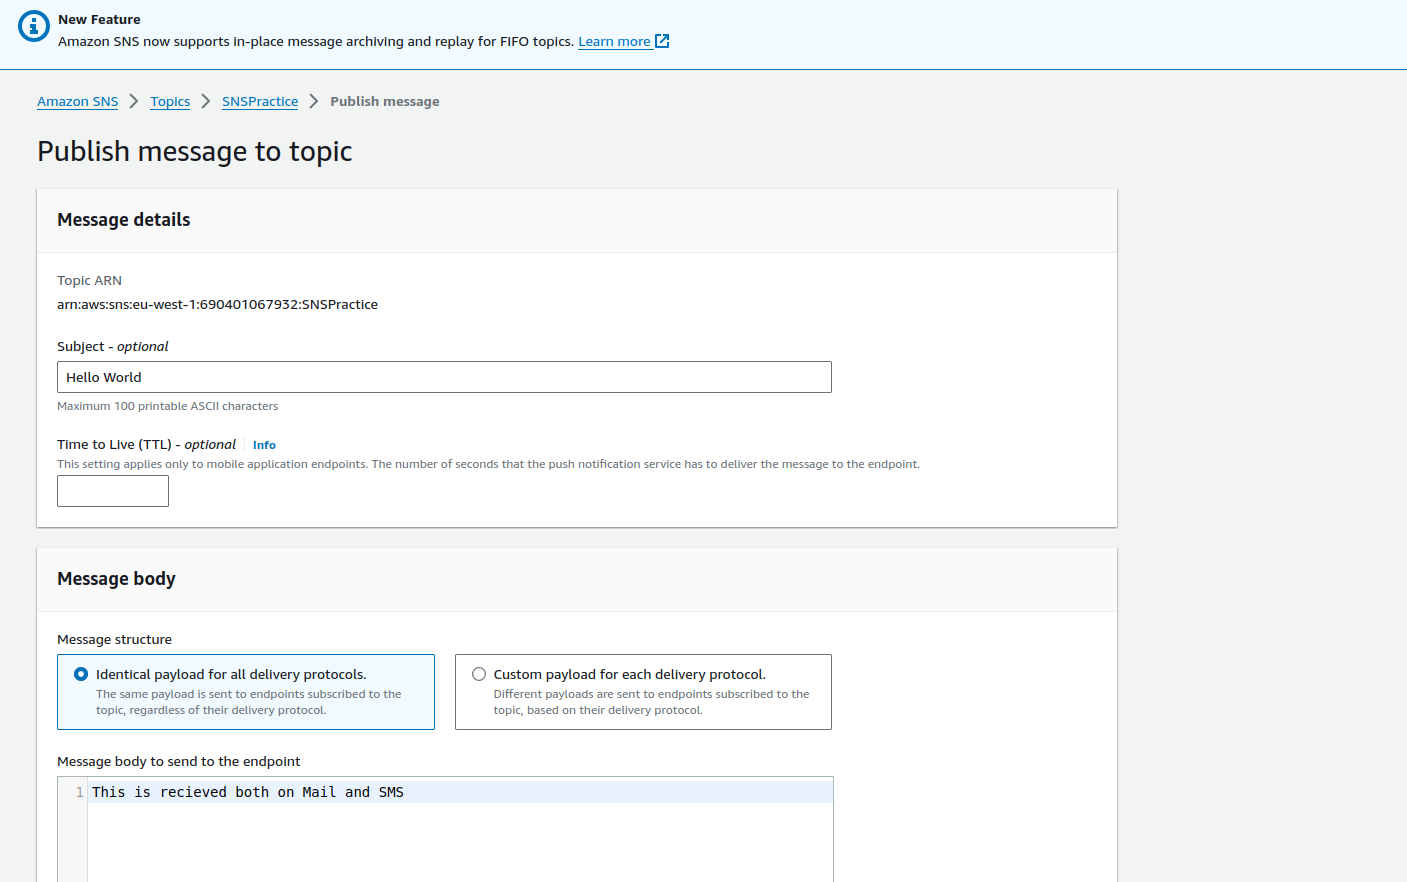 New Feature
Amazon SNS now supports in-place message archiving and replay for FIFO topics. Learn more
Amazon SNS > Topics > SNSPractice > Publish message
Publish message to topic
Message details
Topic ARN
arn:aws:sns:eu-west-1:690401067932:SNSPractice
Subject - optional
Hello World
Maximum 100 printable ASCII characters
Time to Live (TTL) - optional Info
This setting applies only to mobile application endpoints. The number of seconds that the push notification service has to deliver the message to the endpoint.
Message body
Message structure
Identical payload for all delivery protocols.
The same payload is sent to endpoints subscribed to the
topic, regardless of their delivery protocol.
Custom payload for each delivery protocol.
Different payloads are sent to endpoints subscribed to the
topic, based on their delivery protocol.
Message body to send to the endpoint
1 This is recieved both on Mail and SMS